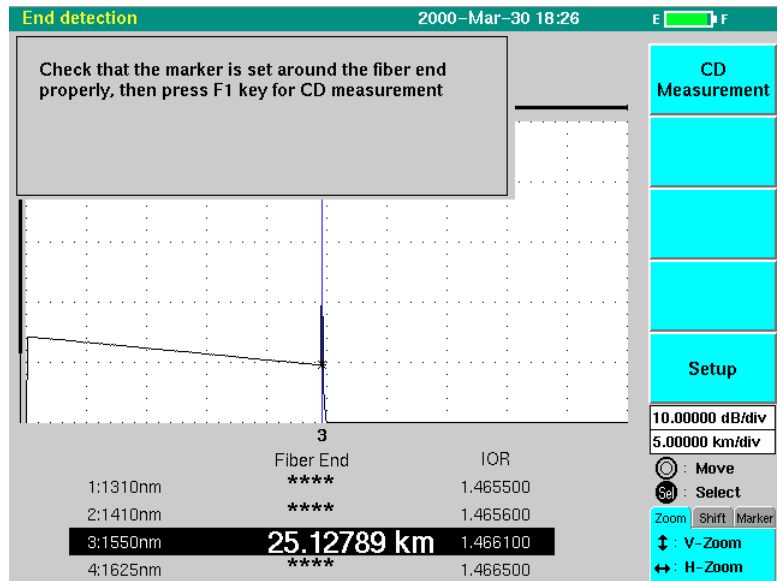 End detection 2000-Mar-30 18:26 E F
Check that the marker is set around the fiber end
properly, then press F1 key for CD measurement
CD
Measurement
Setup
10.00000 dB/div
5.00000 km/div
: Move
Sel : Select
Zoom Shift Marker
↕ : V-Zoom
↔ : H-Zoom
3
Fiber End IOR
1:1310nm **** 1.465500
2:1410nm **** 1.465600
3:1550nm 25.12789 km 1.466100
4:1625nm **** 1.466500